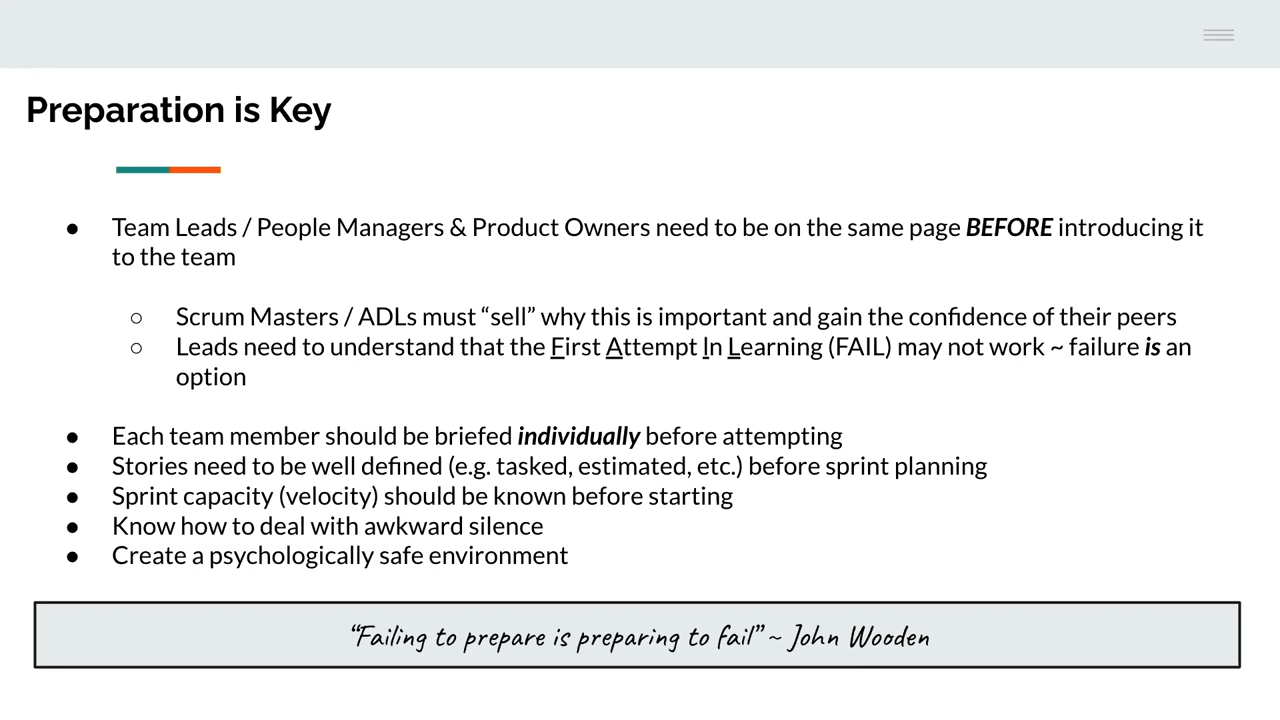 Preparation is Key
● Team Leads / People Managers & Product Owners need to be on the same page BEFORE introducing it
to the team
○ Scrum Masters / ADLs must “sell” why this is important and gain the confidence of their peers
○ Leads need to understand that the First Attempt In Learning (FAIL) may not work ~ failure is an
option
● Each team member should be briefed individually before attempting
● Stories need to be well defined (e.g. tasked, estimated, etc.) before sprint planning
● Sprint capacity (velocity) should be known before starting
● Know how to deal with awkward silence
● Create a psychologically safe environment
“Failing to prepare is preparing to fail” ~ John Wooden